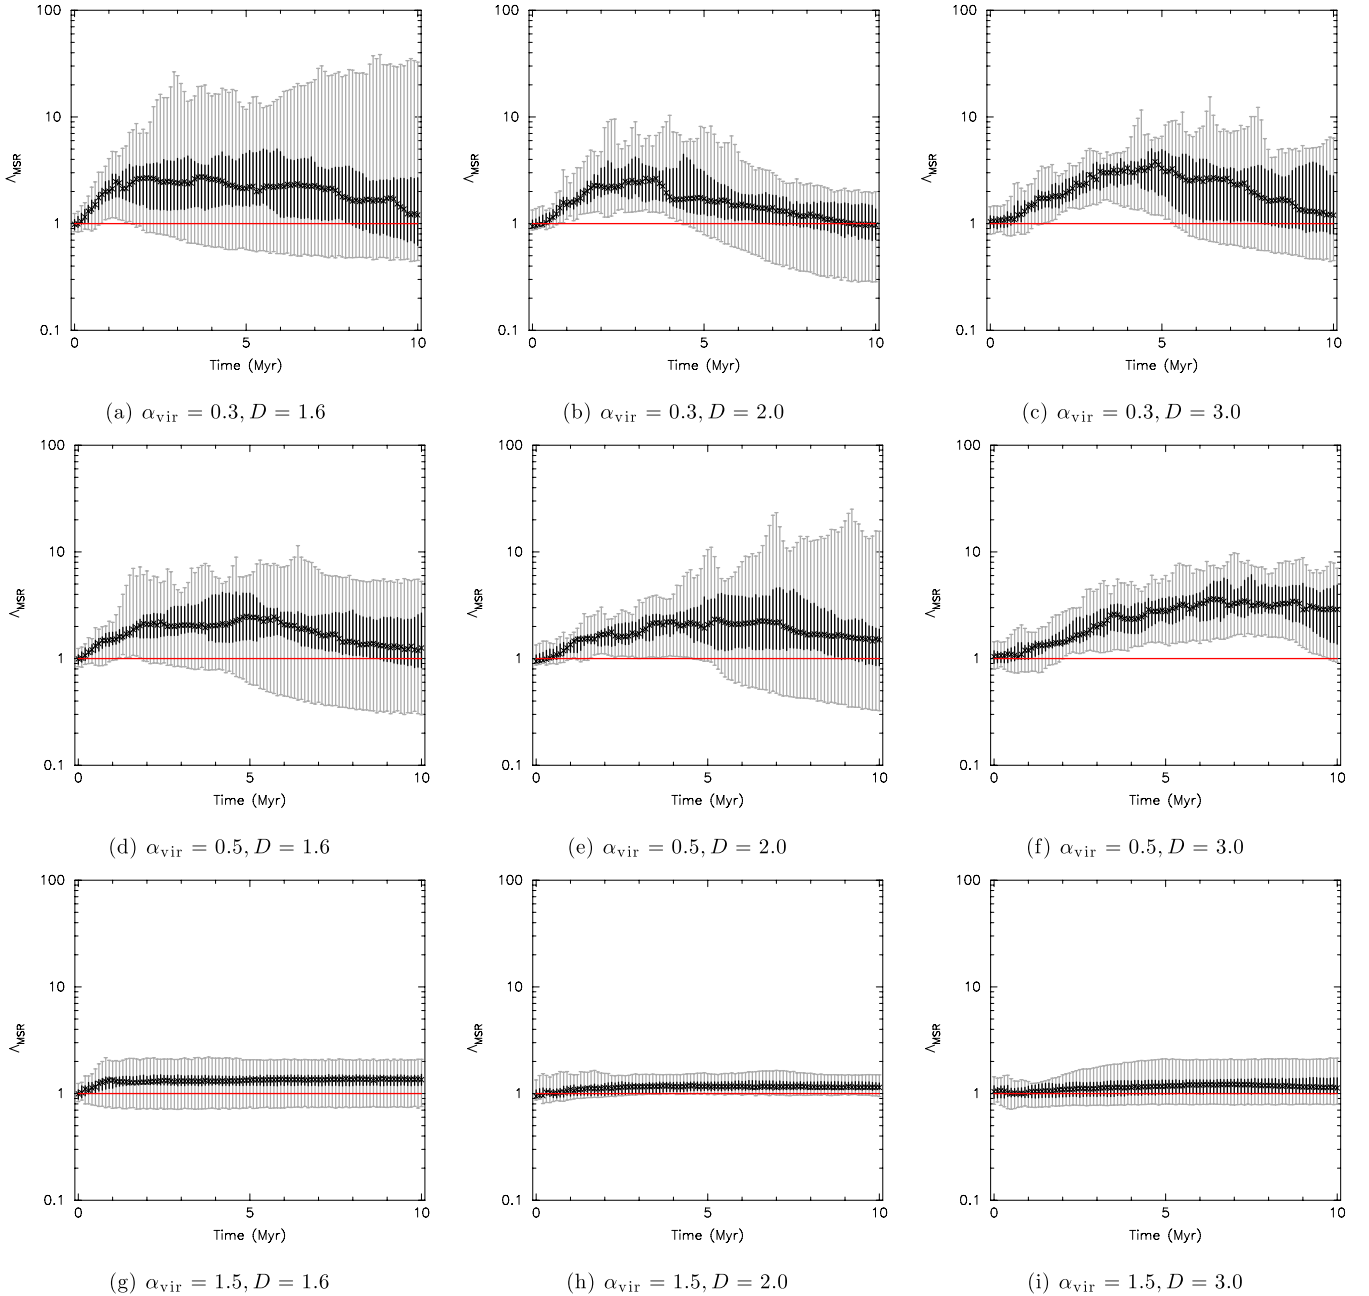 100
100
100
10
10
10
Λ_MSR
Λ_MSR
Λ_MSR
1
1
1
0.1
0.1
0.1
0 5 10
0 5 10
0 5 10
Time (Myr)
Time (Myr)
Time (Myr)
(a) α_vir = 0.3, D = 1.6
(b) α_vir = 0.3, D = 2.0
(c) α_vir = 0.3, D = 3.0
100
100
100
10
10
10
Λ_MSR
Λ_MSR
Λ_MSR
1
1
1
0.1
0.1
0.1
0 5 10
0 5 10
0 5 10
Time (Myr)
Time (Myr)
Time (Myr)
(d) α_vir = 0.5, D = 1.6
(e) α_vir = 0.5, D = 2.0
(f) α_vir = 0.5, D = 3.0
100
100
100
10
10
10
Λ_MSR
Λ_MSR
Λ_MSR
1
1
1
0.1
0.1
0.1
0 5 10
0 5 10
0 5 10
Time (Myr)
Time (Myr)
Time (Myr)
(g) α_vir = 1.5, D = 1.6
(h) α_vir = 1.5, D = 2.0
(i) α_vir = 1.5, D = 3.0